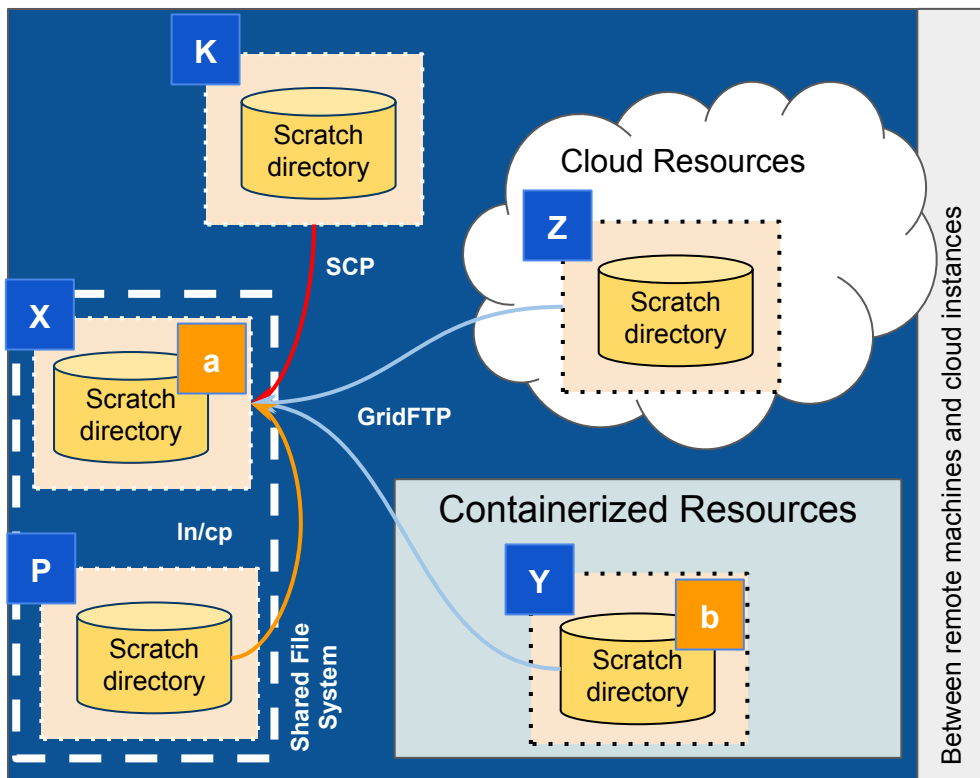 K
Scratch
directory
SCP
Cloud Resources
Z
Scratch
directory
X
a
Scratch
directory
GridFTP
ln/cp
P
Scratch
directory
Shared File
System
Containerized Resources
Y
b
Scratch
directory
Between remote machines and cloud instances